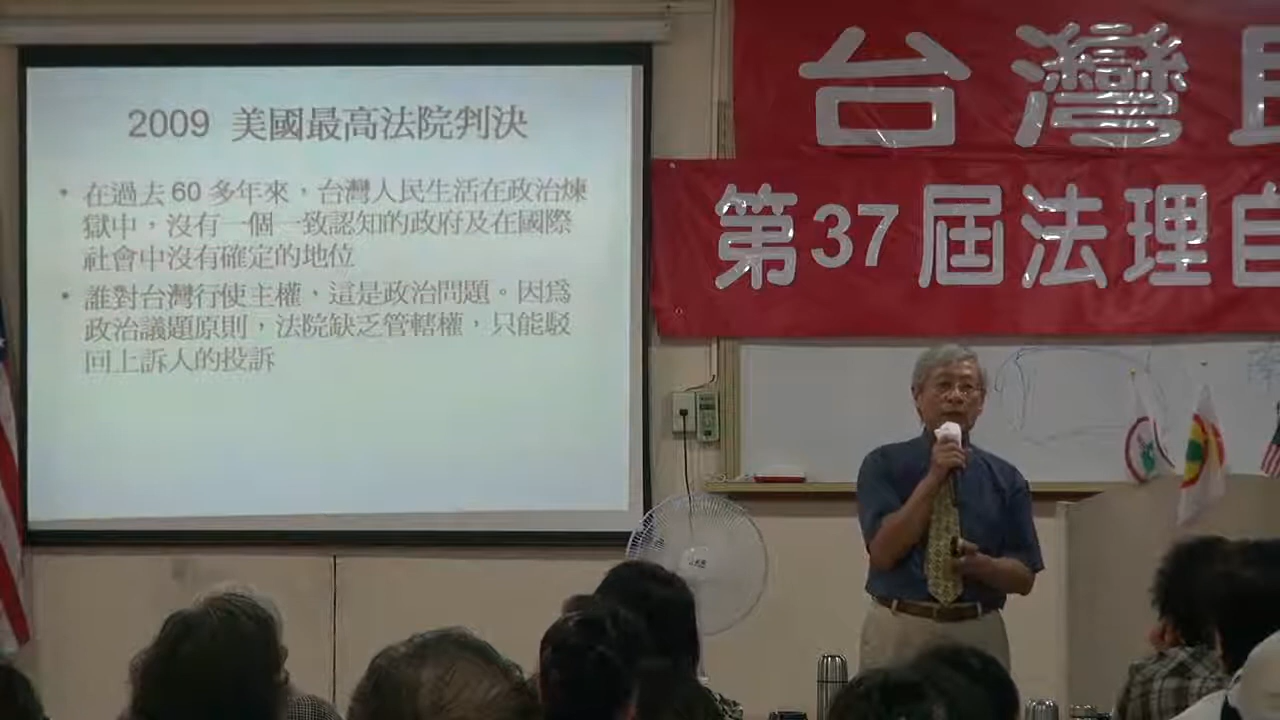 2009 美國最高法院判決
• 在過去 60 多年來，台灣人民生活在政治煉
獄中，沒有一個一致認知的政府及在國際
社會中沒有確定的地位
• 誰對台灣行使主權，這是政治問題。因為
政治議題原則，法院缺乏管轄權，只能駁
回上訴人的投訴
台灣
第37屆法理自